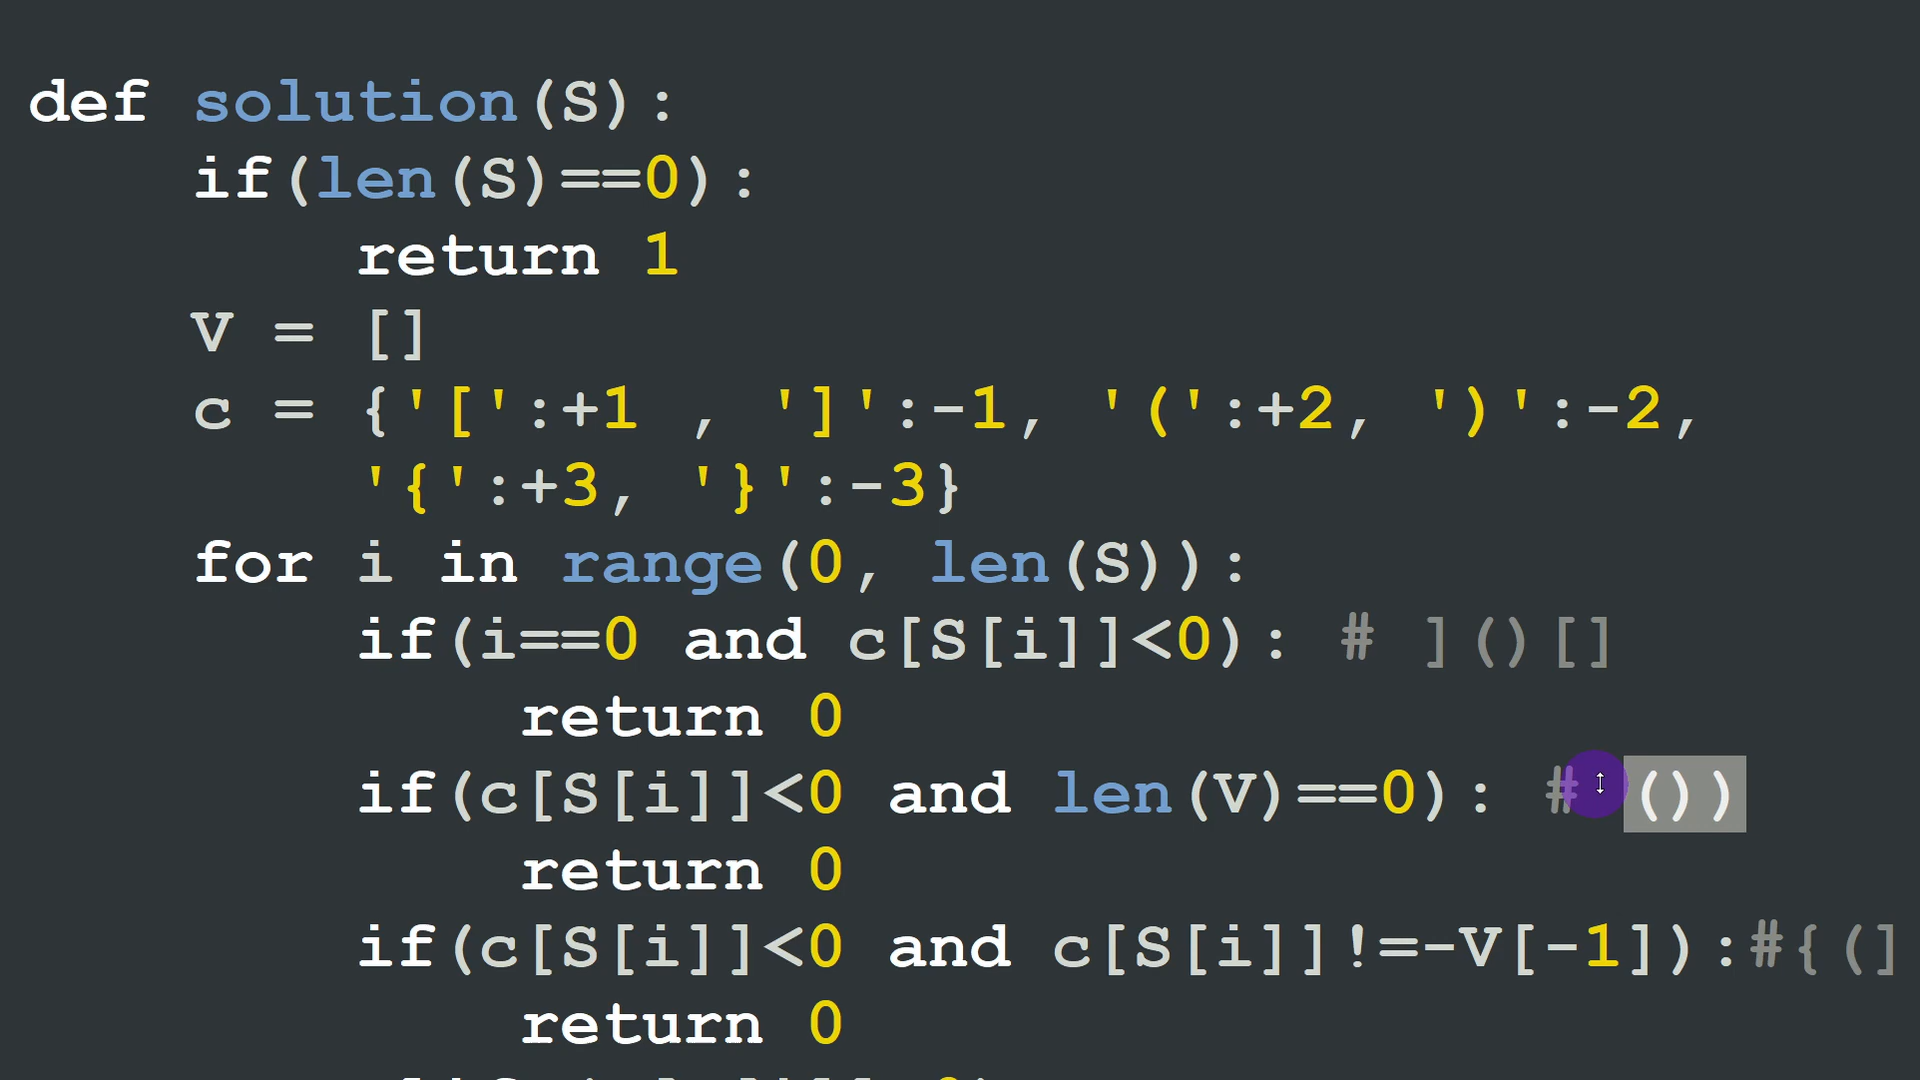 def solution(S):
if(len(S)==0):
return 1
V = []
c = {'[':+1 , ']':-1, '(':+2, ')':-2,
'{':+3, '}':-3}
for i in range(0, len(S)):
if(i==0 and c[S[i]]<0): # ]()[]
return 0
if(c[S[i]]<0 and len(V)==0): # ())
return 0
if(c[S[i]]<0 and c[S[i]]!=-V[-1]):#{(]
return 0